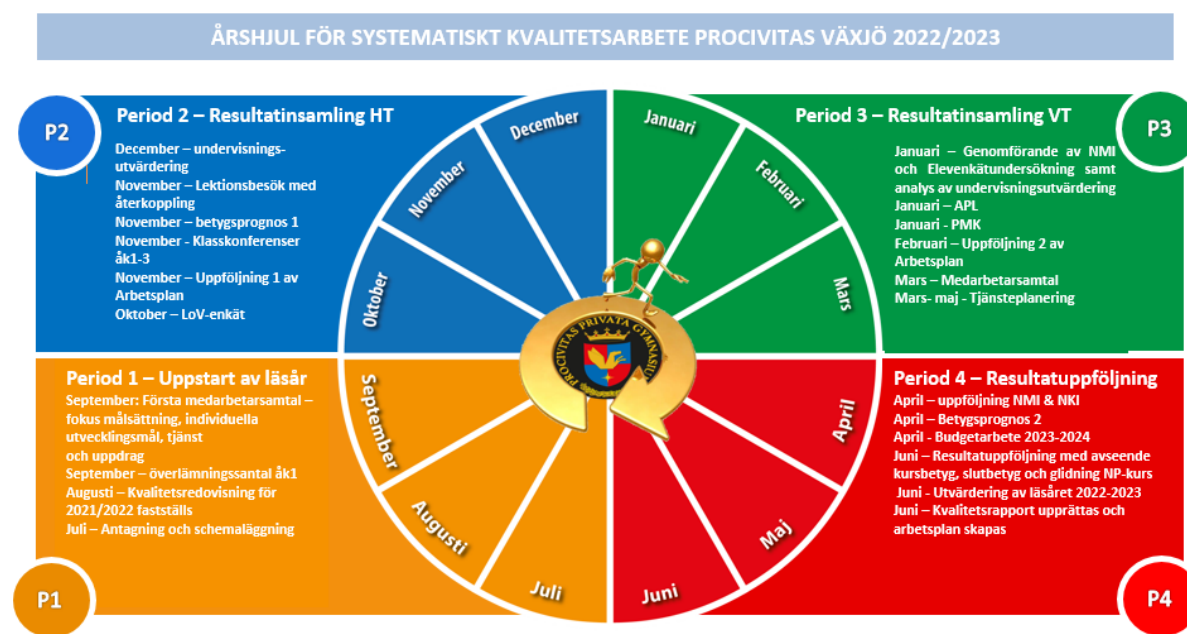 ÅRSHJUL FÖR SYSTEMATISKT KVALITETSARBETE PROCIVITAS VÄXJÖ 2022/2023
P2
Period 2 – Resultatinsamling HT
December – undervisnings-
utvärdering
November – Lektionsbesök med
återkoppling
November – betygsprognos 1
November - Klasskonferenser
åk1-3
November – Uppföljning 1 av
Arbetsplan
Oktober – LoV-enkät
P3
Period 3 – Resultatinsamling VT
Januari – Genomförande av NMI
och Elevenkätundersökning samt
analys av undervisningsutvärdering
Januari – APL
Januari - PMK
Februari – Uppföljning 2 av
Arbetsplan
Mars – Medarbetarsamtal
Mars- maj - Tjänsteplanering
December
Januari
November
Februari
Oktober
Mars
PROCIVITAS PRIVATA GYMNASIU
September
April
Augusti
Maj
Juli
Juni
Period 1 – Uppstart av läsår
September: Första medarbetarsamtal –
fokus målsättning, individuella
utvecklingsmål, tjänst
och uppdrag
September – överlämningssantal åk1
Augusti – Kvalitetsredovisning för
2021/2022 fastställs
Juli – Antagning och schemaläggning
P1
Period 4 – Resultatuppföljning
April – uppföljning NMI & NKI
April – Betygsprognos 2
April - Budgetarbete 2023-2024
Juni – Resultatuppföljning med avseende
kursbetyg, slutbetyg och glidning NP-kurs
Juni - Utvärdering av läsåret 2022-2023
Juni – Kvalitetsrapport upprättas och
arbetsplan skapas
P4